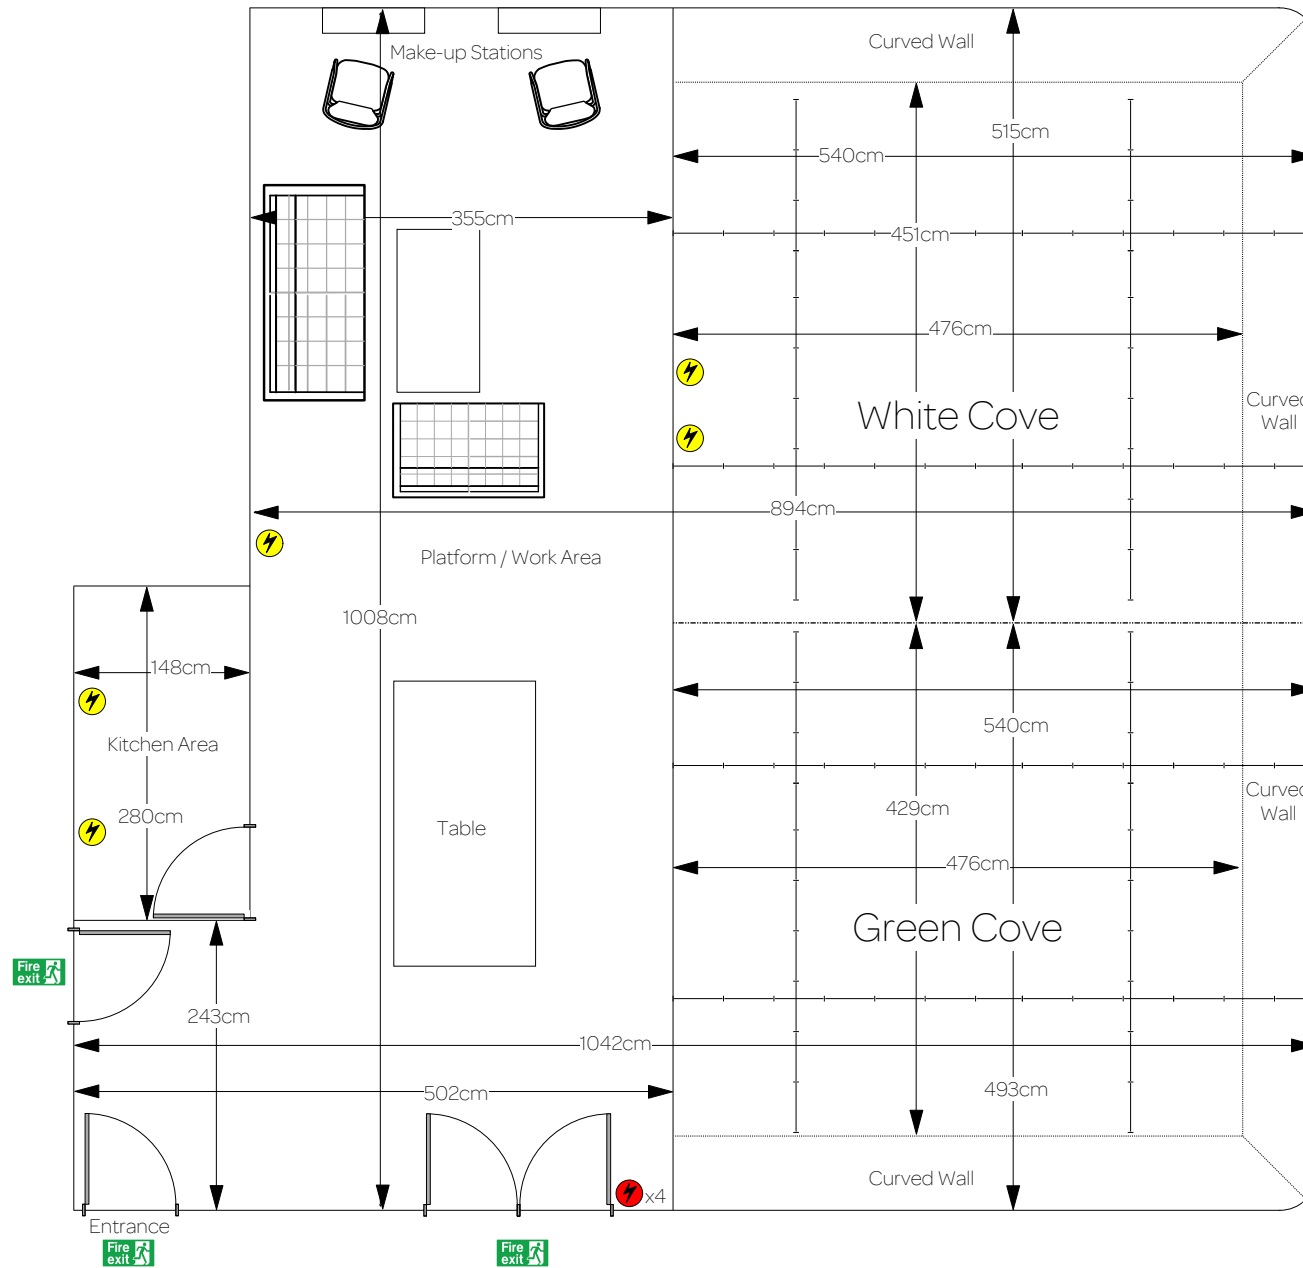 Curved Wall
Make-up Stations
515cm
540cm
355cm
451cm
476cm
White Cove
Curved
Wall
894cm
Platform / Work Area
1008cm
148cm
540cm
Kitchen Area
Curved
Wall
280cm
429cm
Table
476cm
Green Cove
Fire
exit
243cm
1042cm
502cm
493cm
Curved Wall
x4
Entrance
Fire
exit
Fire
exit